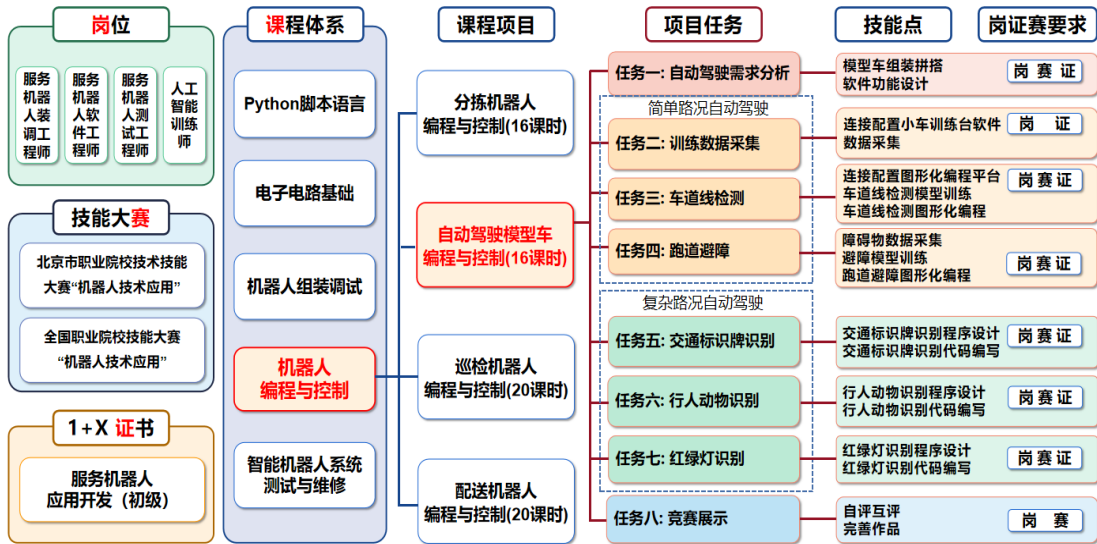 岗位
服务
机器
人装
调工
程师
服务
机器
人软
件工
程师
服务
机器
人测
试工
程师
人工
智能
训练
师
技能大赛
北京市职业院校技术技能
大赛“机器人技术应用”
全国职业院校技能大赛
“机器人技术应用”
1+X 证书
服务机器人
应用开发（初级）
课程体系
Python脚本语言
电子电路基础
机器人组装调试
机器人
编程与控制
智能机器人系统
测试与维修
课程项目
分拣机器人
编程与控制(16课时)
自动驾驶模型车
编程与控制(16课时)
巡检机器人
编程与控制(20课时)
配送机器人
编程与控制(20课时)
项目任务
任务一: 自动驾驶需求分析
简单路况自动驾驶
任务二: 训练数据采集
任务三: 车道线检测
任务四: 跑道避障
复杂路况自动驾驶
任务五: 交通标识牌识别
任务六: 行人动物识别
任务七: 红绿灯识别
任务八: 竞赛展示
技能点
岗证赛要求
模型车组装拼搭
软件功能设计
岗 赛 证
连接配置小车训练台软件
数据采集
岗 证
连接配置图形化编程平台
车道线检测模型训练
车道线检测图形化编程
岗 赛 证
障碍物数据采集
避障模型训练
跑道避障图形化编程
岗 赛 证
交通标识牌识别程序设计
交通标识牌识别代码编写
岗 赛 证
行人动物识别程序设计
行人动物识别代码编写
岗 赛 证
红绿灯识别程序设计
红绿灯识别代码编写
岗 赛 证
自评互评
完善作品
岗 赛